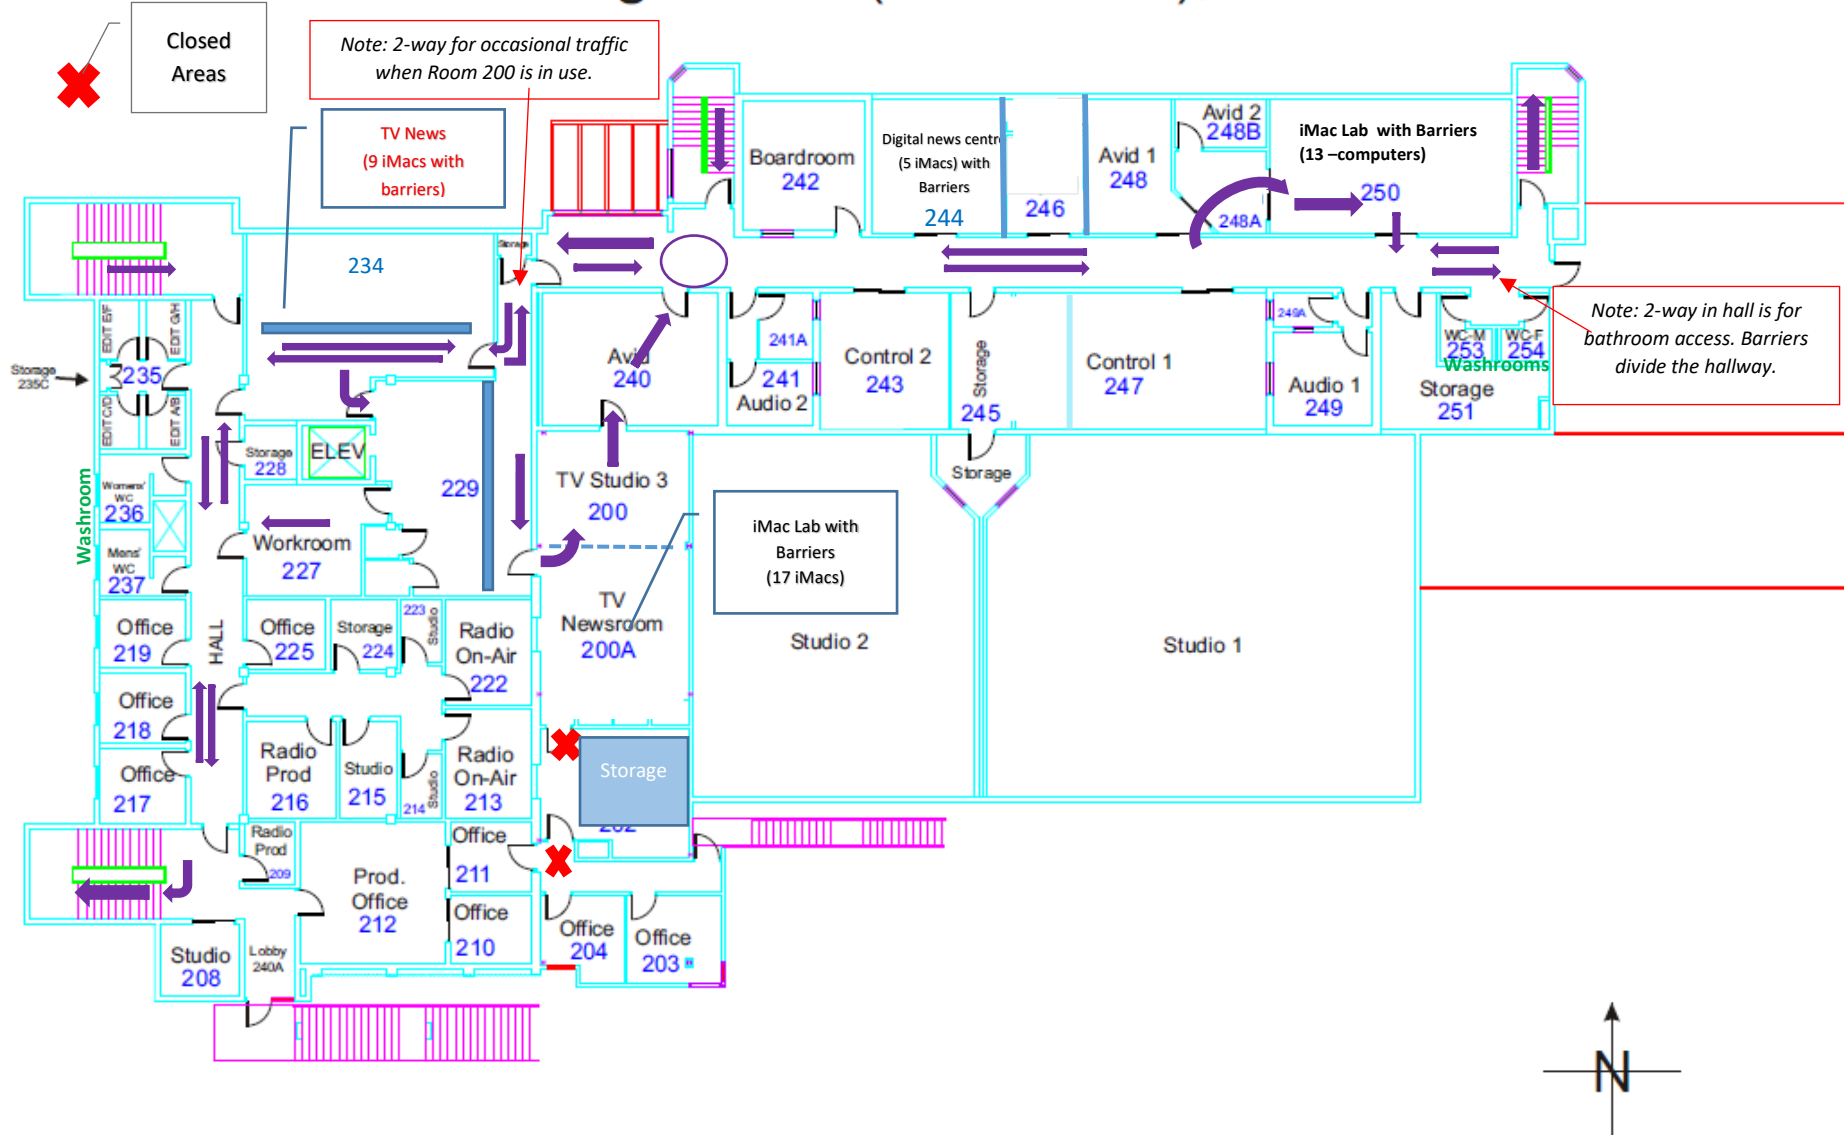 Closed
Areas
Note: 2-way for occasional traffic
when Room 200 is in use.
TV News
(9 iMacs with
barriers)
Boardroom
242
Digital news centr
(5 iMacs) with
Barriers
244
246
Avid 1
248
Avid 2
248B
248A
iMac Lab with Barriers
(13 –computers)
250
Storage
234
EDIT E/F
EDIT G/H
Storage
235C
235
EDIT C/D
EDIT A/B
Avid
240
241A
241
Audio 2
Control 2
243
Storage
245
Control 1
247
249A
Audio 1
249
WC-M
253
WC-F
254
Washrooms
Storage
251
Note: 2-way in hall is for
bathroom access. Barriers
divide the hallway.
Storage
228
ELEV
229
Washroom
Womens'
WC
236
Mens'
WC
237
Workroom
227
TV Studio 3
200
iMac Lab with
Barriers
(17 iMacs)
Storage
TV
Newsroom
200A
Studio 2
Studio 1
Office
219
HALL
Office
225
Storage
224
223
Studio
Radio
On-Air
222
Office
218
Office
217
Radio
Prod
216
Studio
215
214
Studio
Radio
On-Air
213
Storage
202
Radio
Prod
209
Prod.
Office
212
Office
211
Office
210
Office
204
Office
203
Studio
208
Lobby
240A
N